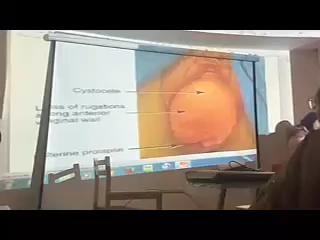 Cystocele
Loss of rugations
along anterior
vaginal wall
Uterine prolapse